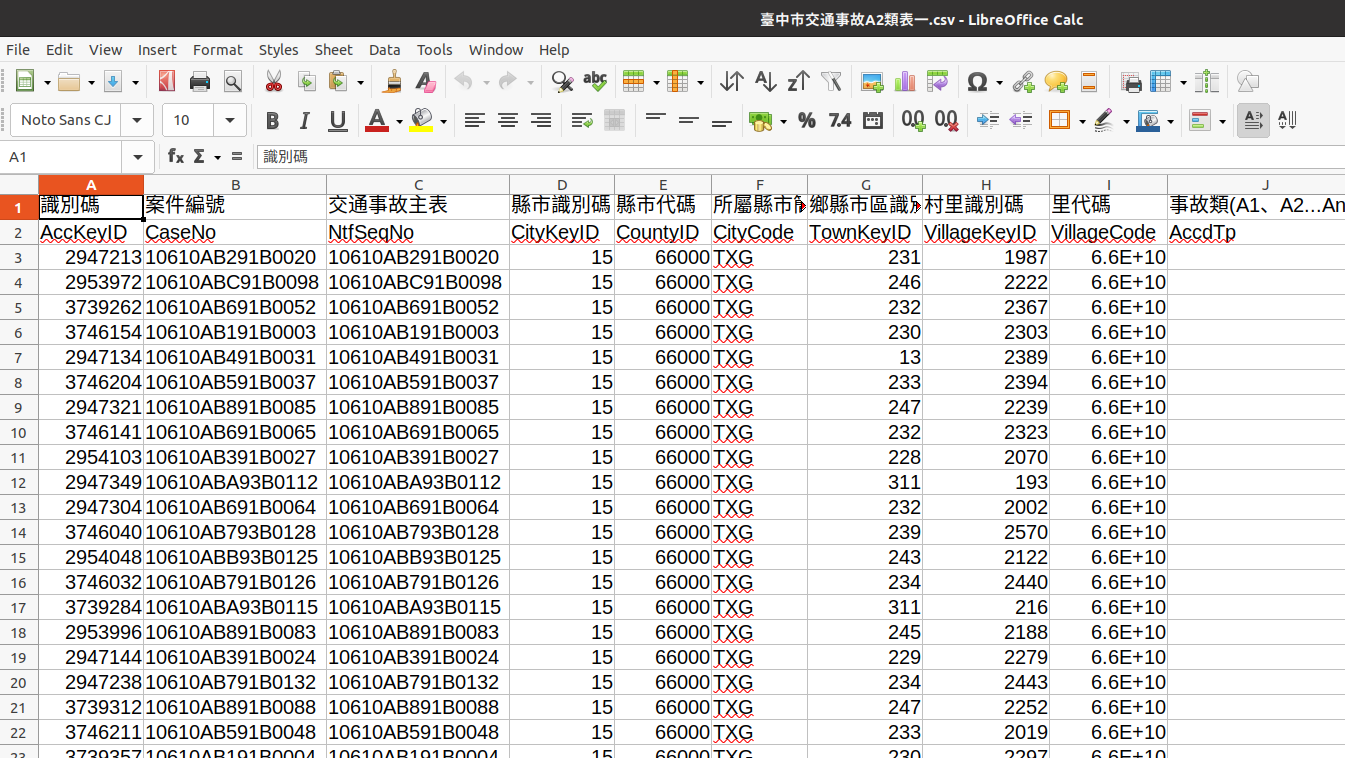 臺中市交通事故A2類表一.csv - LibreOffice Calc
File Edit View Insert Format Styles Sheet Data Tools Window Help
Noto Sans CJ 10 B I U A % 7.4 0.0 0.0
A1 fx Σ = 識別碼
A B C D E F G H I J
1 識別碼 案件編號 交通事故主表 縣市識別碼 縣市代碼 所屬縣市 鄉縣市區識別 村里識別碼 里代碼 事故類(A1、A2...An
2 AccKeyID CaseNo NtfSeqNo CityKeyID CountyID CityCode TownKeyID VillageKeyID VillageCode AccdTp
3 2947213 10610AB291B0020 10610AB291B0020 15 66000 TXG 231 1987 6.6E+10
4 2953972 10610ABC91B0098 10610ABC91B0098 15 66000 TXG 246 2222 6.6E+10
5 3739262 10610AB691B0052 10610AB691B0052 15 66000 TXG 232 2367 6.6E+10
6 3746154 10610AB191B0003 10610AB191B0003 15 66000 TXG 230 2303 6.6E+10
7 2947134 10610AB491B0031 10610AB491B0031 15 66000 TXG 13 2389 6.6E+10
8 3746204 10610AB591B0037 10610AB591B0037 15 66000 TXG 233 2394 6.6E+10
9 2947321 10610AB891B0085 10610AB891B0085 15 66000 TXG 247 2239 6.6E+10
10 3746141 10610AB691B0065 10610AB691B0065 15 66000 TXG 232 2323 6.6E+10
11 2954103 10610AB391B0027 10610AB391B0027 15 66000 TXG 228 2070 6.6E+10
12 2947349 10610ABA93B0112 10610ABA93B0112 15 66000 TXG 311 193 6.6E+10
13 2947304 10610AB691B0064 10610AB691B0064 15 66000 TXG 232 2002 6.6E+10
14 3746040 10610AB793B0128 10610AB793B0128 15 66000 TXG 239 2570 6.6E+10
15 2954048 10610ABB93B0125 10610ABB93B0125 15 66000 TXG 243 2122 6.6E+10
16 3746032 10610AB791B0126 10610AB791B0126 15 66000 TXG 234 2440 6.6E+10
17 3739284 10610ABA93B0115 10610ABA93B0115 15 66000 TXG 311 216 6.6E+10
18 2953996 10610AB891B0083 10610AB891B0083 15 66000 TXG 245 2188 6.6E+10
19 2947144 10610AB391B0024 10610AB391B0024 15 66000 TXG 229 2279 6.6E+10
20 2947238 10610AB791B0132 10610AB791B0132 15 66000 TXG 234 2443 6.6E+10
21 3739312 10610AB891B0088 10610AB891B0088 15 66000 TXG 247 2252 6.6E+10
22 3746211 10610AB591B0048 10610AB591B0048 15 66000 TXG 233 2019 6.6E+10
23 3739357 10610AB191B0004 10610AB191B0004 15 66000 TXG 230 2297 6.6E+10